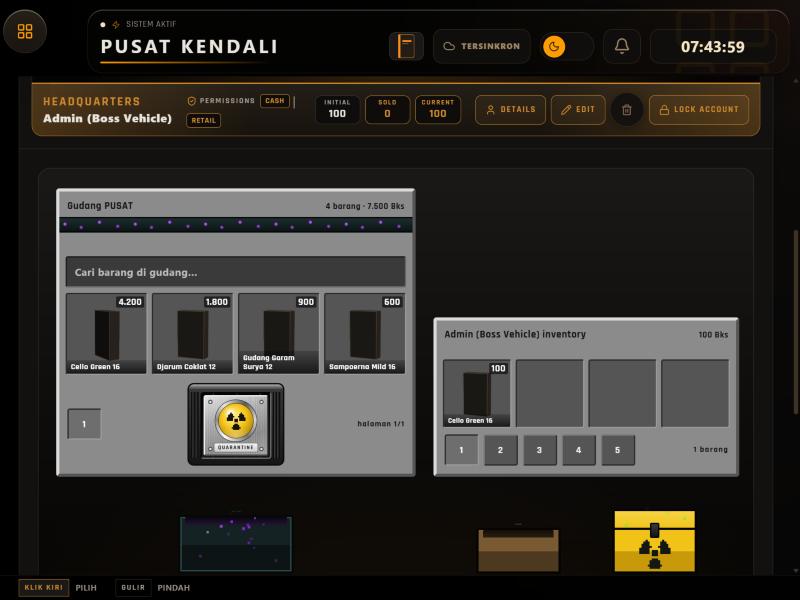 SISTEM AKTIF
PUSAT KENDALI
TERSINKRON
07:43:59
HEADQUARTERS
Admin (Boss Vehicle)
PERMISSIONS CASH
RETAIL
INITIAL
100
SOLD
0
CURRENT
100
DETAILS
EDIT
LOCK ACCOUNT
Gudang PUSAT
4 barang · 7.500 Bks
Cari barang di gudang...
4.200
Cello Green 16
1.800
Djarum Coklat 12
900
Gudang Garam
Surya 12
600
Sampoerna Mild 16
1
QUARANTINE
halaman 1/1
Admin (Boss Vehicle) inventory
100 Bks
100
Cello Green 16
1 2 3 4 5
1 barang
KLIK KIRI PILIH GULIR PINDAH